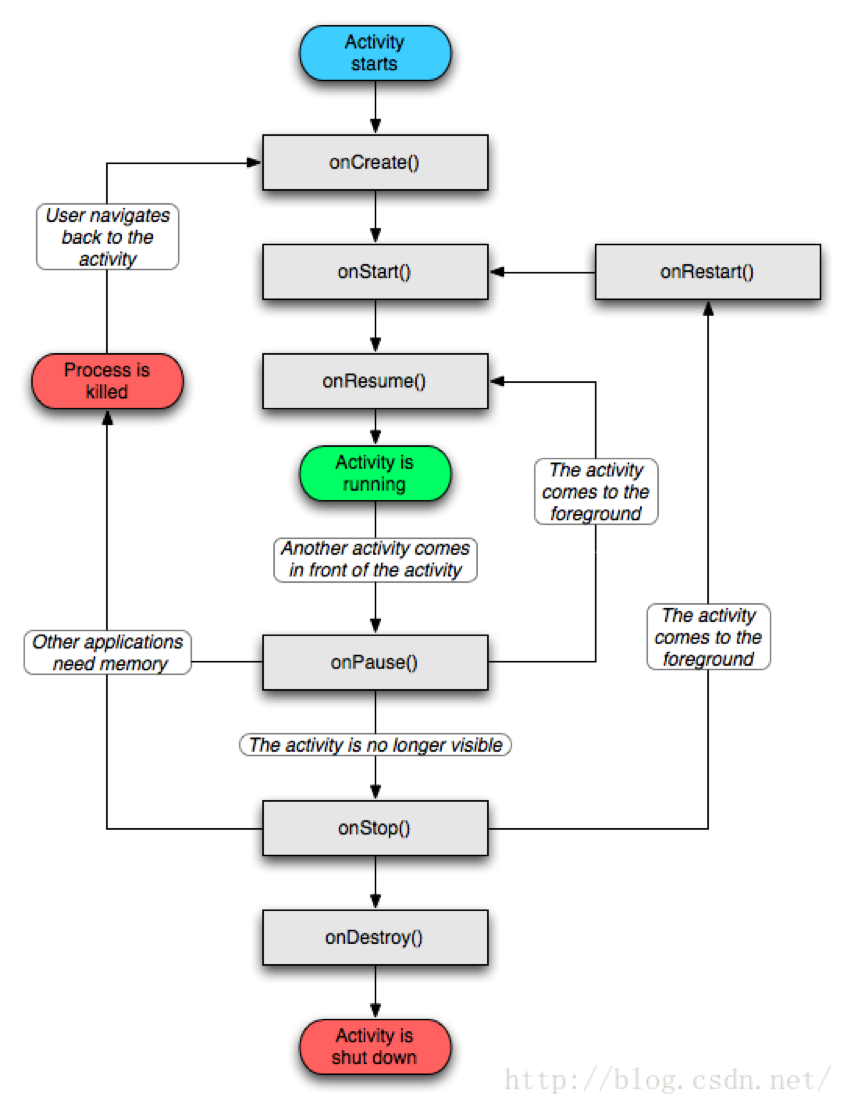 Activity
starts
onCreate()
User navigates
back to the
activity
onStart()
onRestart()
Process is
killed
onResume()
Activity is
running
The activity
comes to the
foreground
Another activity comes
in front of the activity
Other applications
need memory
onPause()
The activity
comes to the
foreground
The activity is no longer visible
onStop()
onDestroy()
Activity is
shut down
http://blog.csdn.net/